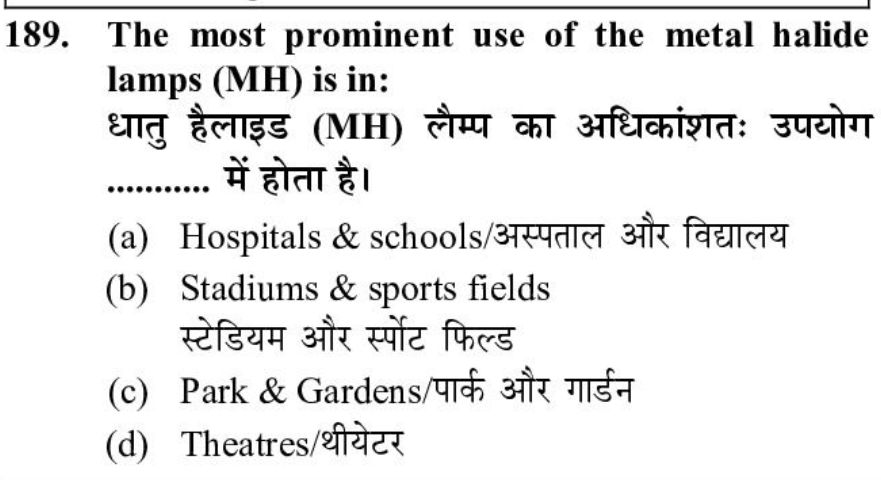 189. The most prominent use of the metal halide
lamps (MH) is in:
धातु हैलाइड (MH) लैम्प का अधिकांशतः उपयोग
............ में होता है।
(a) Hospitals & schools/अस्पताल और विद्यालय
(b) Stadiums & sports fields
स्टेडियम और स्पोंट फिल्ड
(c) Park & Gardens/पार्क और गार्डन
(d) Theatres/थीयेटर